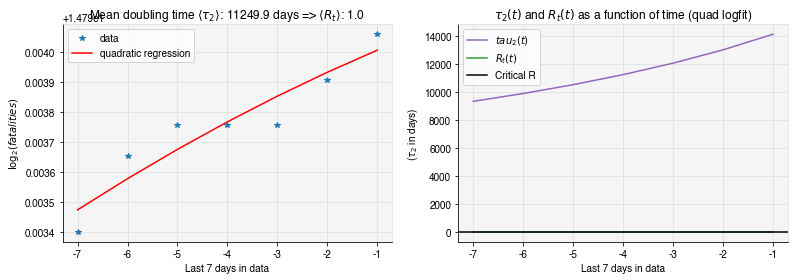 Mean doubling time ⟨τ₂⟩: 11249.9 days => ⟨Rₜ⟩: 1.0
0.0040
0.0039
0.0038
0.0037
0.0036
0.0035
0.0034
log₂(fatalities)
data
quadratic regression
-7 -6 -5 -4 -3 -2 -1
Last 7 days in data
τ₂(t) and Rₜ(t) as a function of time (quad logfit)
14000
12000
10000
8000
6000
4000
2000
0
(τ₂ in days)
tau₂(t)
Rₜ(t)
Critical R
-7 -6 -5 -4 -3 -2 -1
Last 7 days in data